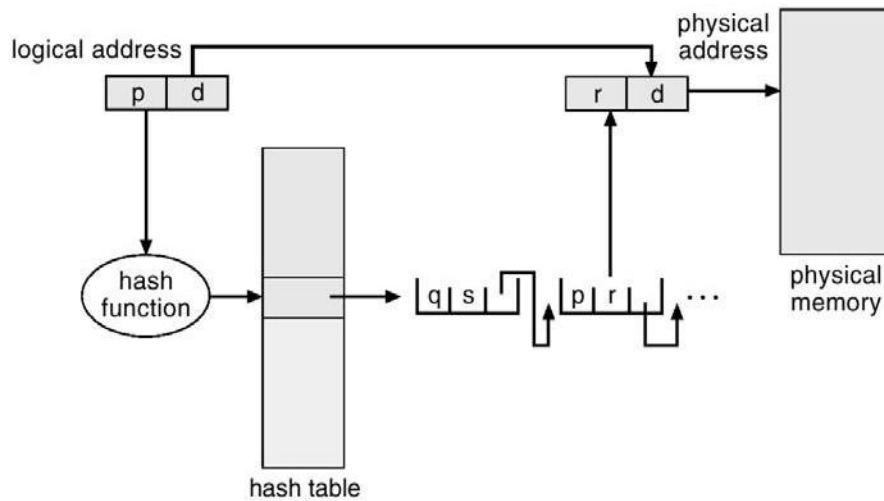 logical address
physical
address
p d
r d
hash
function
q s
p r
...
physical
memory
hash table